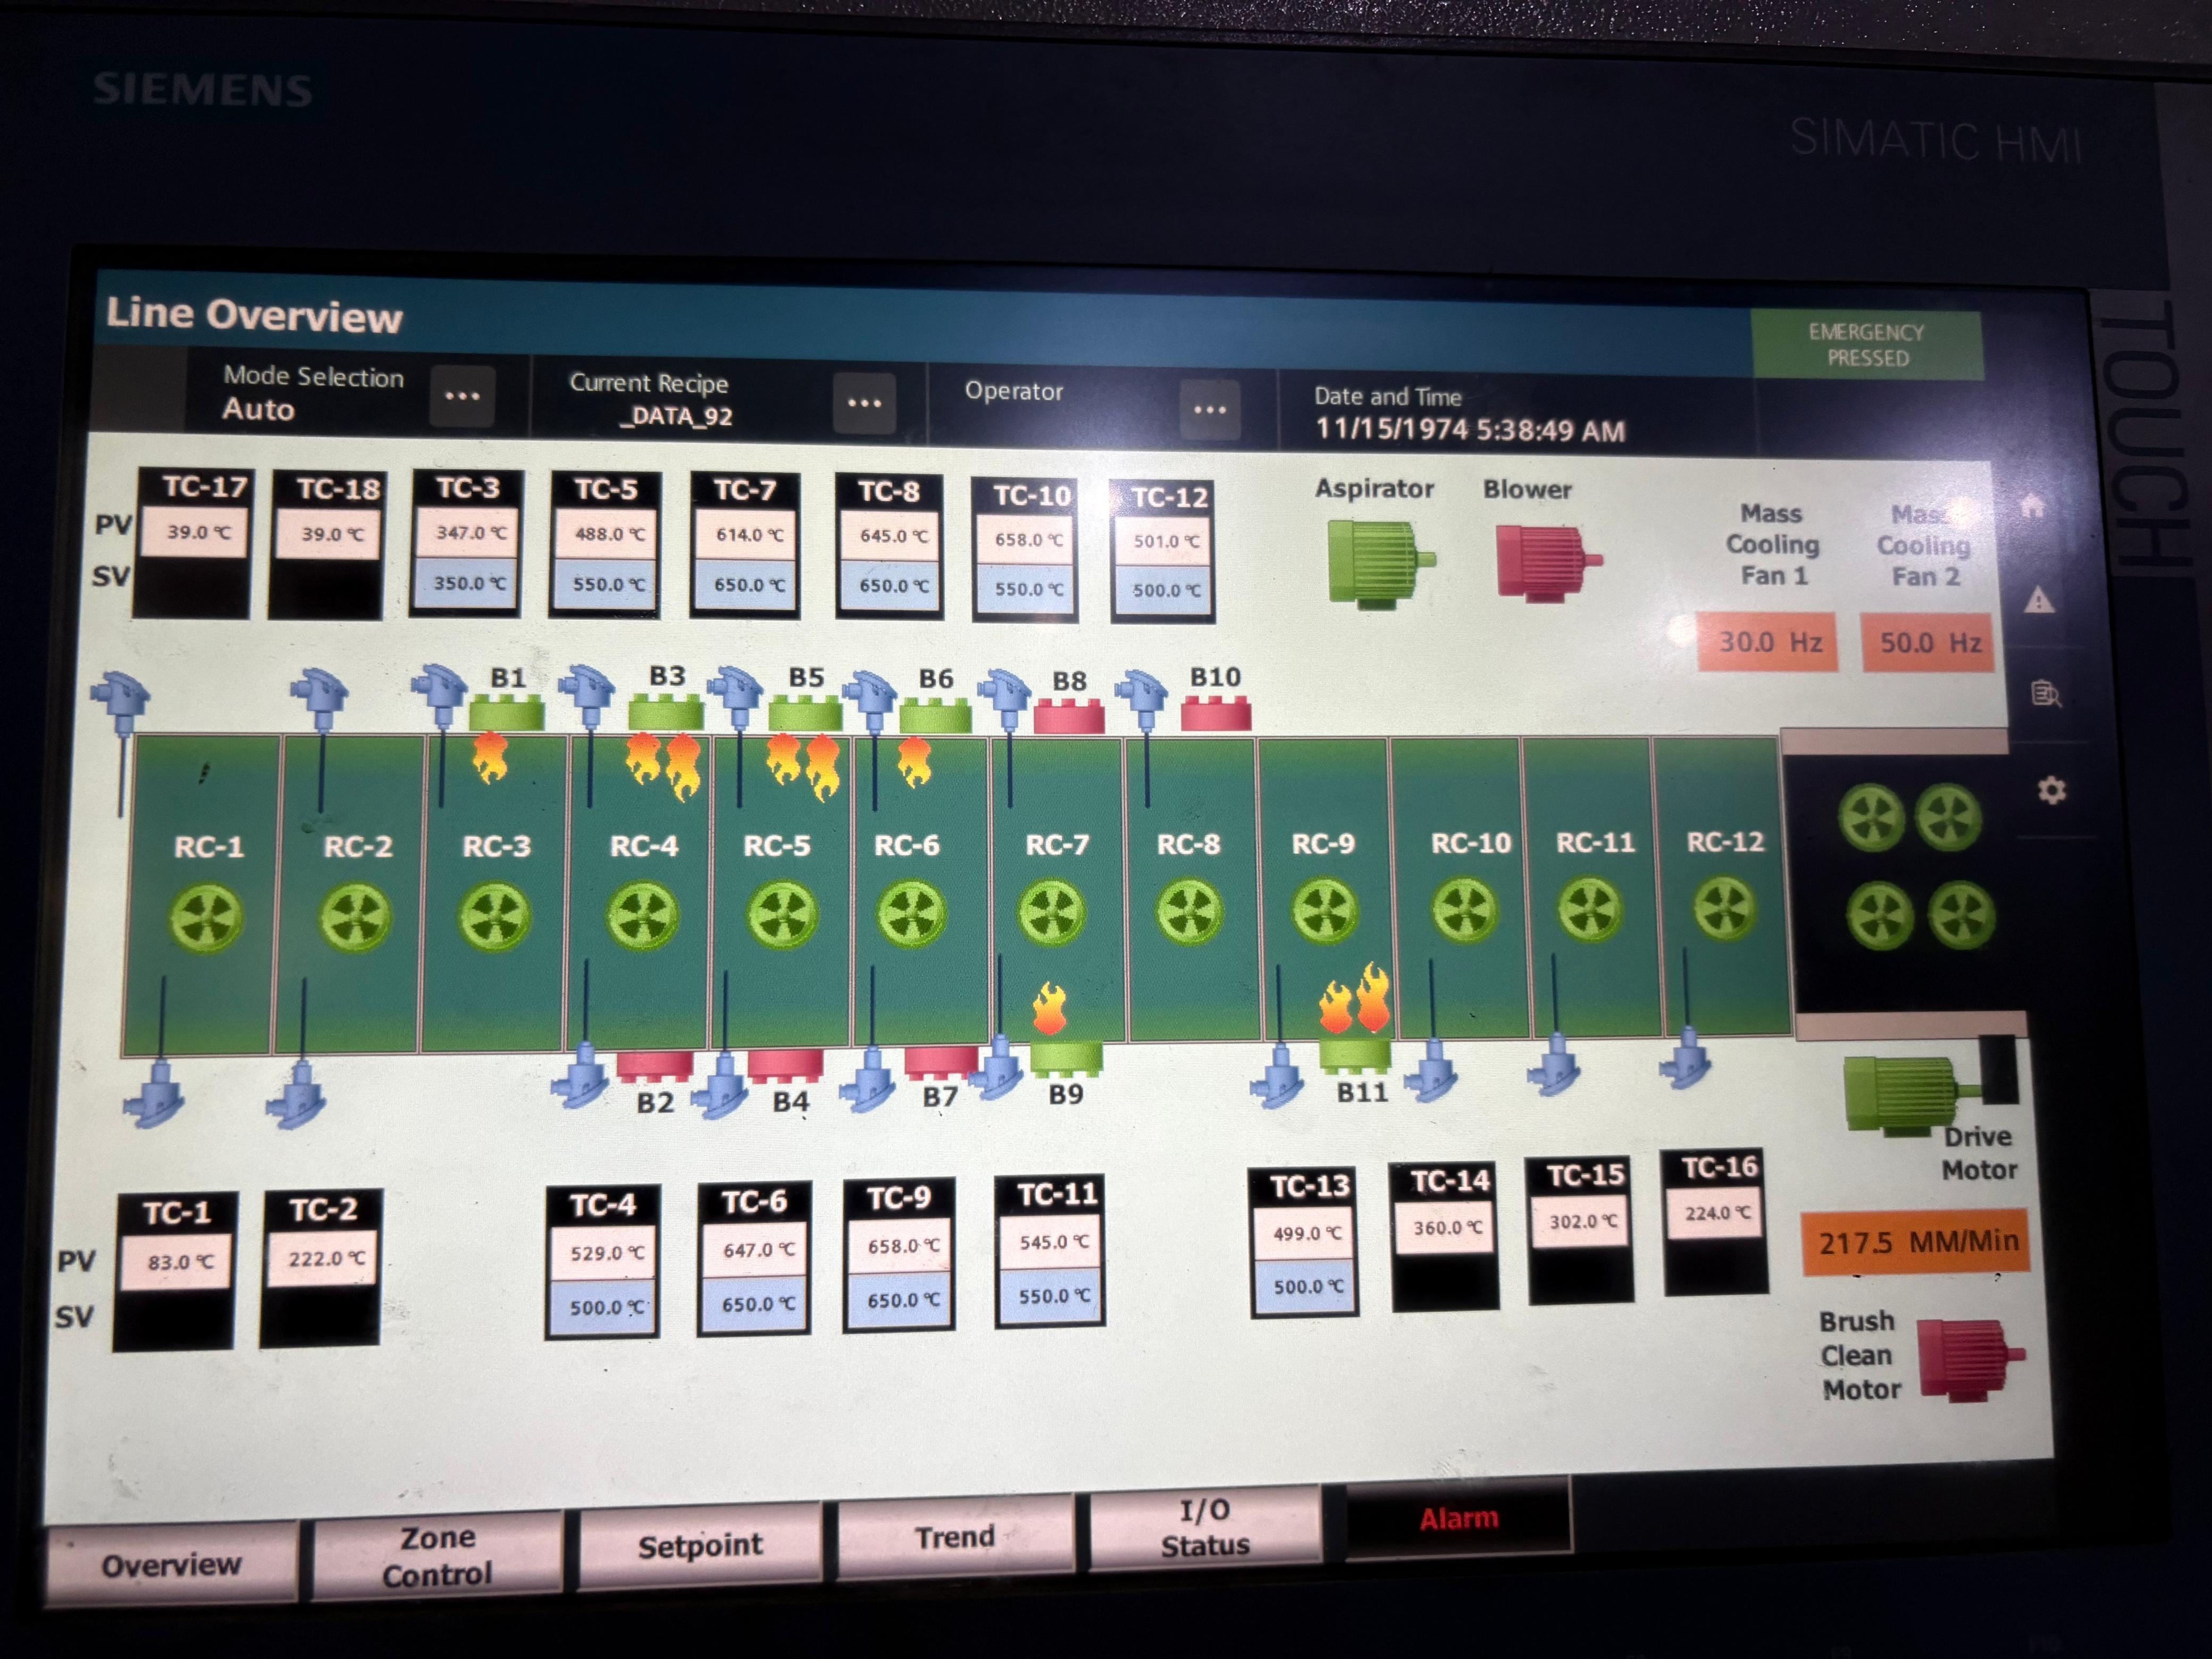 SIEMENS
SIMATIC HMI
TOUCH
Line Overview
EMERGENCY
PRESSED
Mode Selection
Auto
...
Current Recipe
_DATA_92
...
Operator
...
Date and Time
11/15/1974 5:38:49 AM
TC-17 TC-18 TC-3 TC-5 TC-7 TC-8 TC-10 TC-12
PV 39.0 °C 39.0 °C 347.0 °C 488.0 °C 614.0 °C 645.0 °C 658.0 °C 501.0 °C
SV 350.0 °C 550.0 °C 650.0 °C 650.0 °C 550.0 °C 500.0 °C
Aspirator
Blower
Mass
Cooling
Fan 1
30.0 Hz
Mass
Cooling
Fan 2
50.0 Hz
B1 B3 B5 B6 B8 B10
RC-1 RC-2 RC-3 RC-4 RC-5 RC-6 RC-7 RC-8 RC-9 RC-10 RC-11 RC-12
B2 B4 B7 B9 B11
Drive
Motor
TC-1 TC-2 TC-4 TC-6 TC-9 TC-11 TC-13 TC-14 TC-15 TC-16
PV 83.0 °C 222.0 °C 529.0 °C 647.0 °C 658.0 °C 545.0 °C 499.0 °C 360.0 °C 302.0 °C 224.0 °C
SV 500.0 °C 650.0 °C 650.0 °C 550.0 °C 500.0 °C
217.5 MM/Min
Brush
Clean
Motor
Overview
Zone
Control
Setpoint
Trend
I/O
Status
Alarm